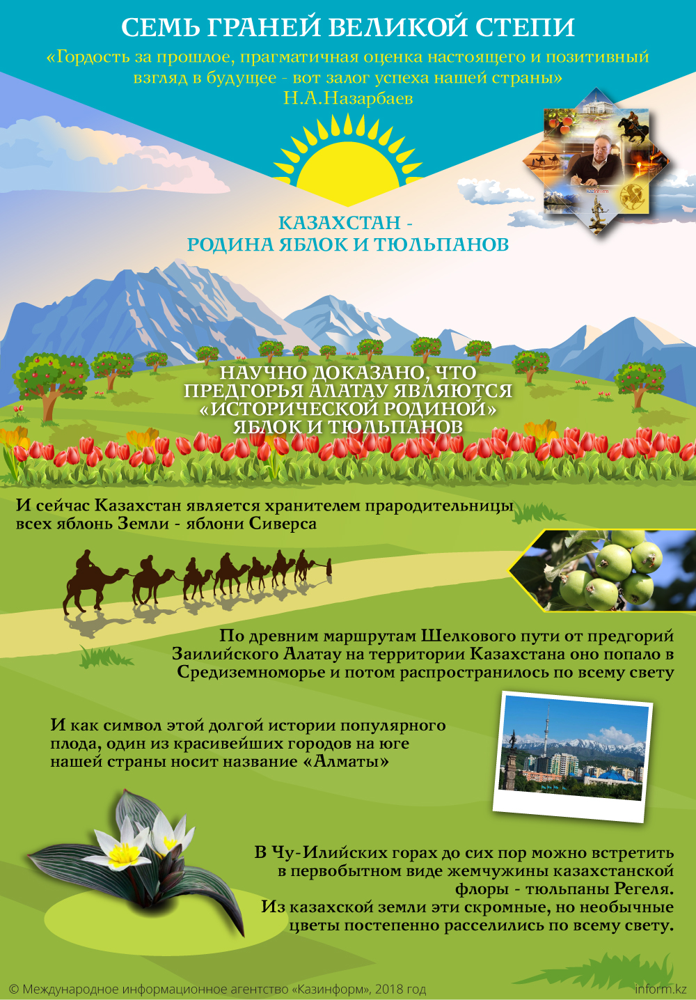 СЕМЬ ГРАНЕЙ ВЕЛИКОЙ СТЕПИ
«Гордость за прошлое, прагматичная оценка настоящего и позитивный
взгляд в будущее - вот залог успеха нашей страны»
Н.А.Назарбаев
kazinform
КАЗАХСТАН -
РОДИНА ЯБЛОК И ТЮЛЬПАНОВ
НАУЧНО ДОКАЗАНО, ЧТО
ПРЕДГОРЬЯ АЛАТАУ ЯВЛЯЮТСЯ
«ИСТОРИЧЕСКОЙ РОДИНОЙ»
ЯБЛОК И ТЮЛЬПАНОВ
И сейчас Казахстан является хранителем прародительницы
всех яблонь Земли - яблони Сиверса
По древним маршрутам Шелкового пути от предгорий
Заилийского Алатау на территории Казахстана оно попало в
Средиземноморье и потом распространилось по всему свету
И как символ этой долгой истории популярного
плода, один из красивейших городов на юге
нашей страны носит название «Алматы»
В Чу-Илийских горах до сих пор можно встретить
в первобытном виде жемчужины казахстанской
флоры - тюльпаны Регеля.
Из казахской земли эти скромные, но необычные
цветы постепенно расселились по всему свету.
© Международное информационное агентство «Казинформ», 2018 год
inform.kz